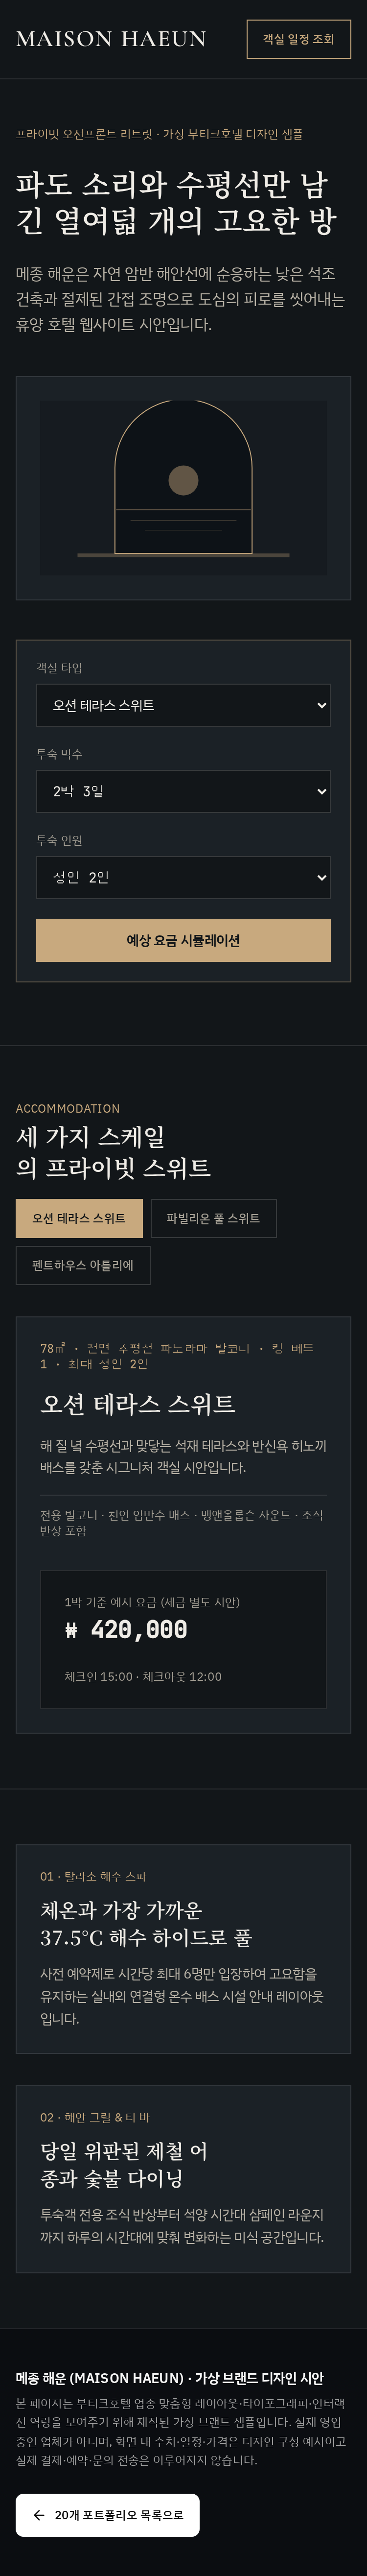 MAISON HAEUN
객실 일정 조회
프라이빗 오션프론트 리트릿 · 가상 부티크호텔 디자인 샘플
파도 소리와 수평선만 남
긴 열여덟 개의 고요한 방
메종 해운은 자연 암반 해안선에 순응하는 낮은 석조
건축과 절제된 간접 조명으로 도심의 피로를 씻어내는
휴양 호텔 웹사이트 시안입니다.
객실 타입
오션 테라스 스위트
투숙 박수
2박 3일
투숙 인원
성인 2인
예상 요금 시뮬레이션
ACCOMMODATION
세 가지 스케일
의 프라이빗 스위트
오션 테라스 스위트
파빌리온 풀 스위트
펜트하우스 아틀리에
78㎡ · 전면 수평선 파노라마 발코니 · 킹 베드
1 · 최대 성인 2인
오션 테라스 스위트
해 질 녘 수평선과 맞닿는 석재 테라스와 반신욕 히노끼
배스를 갖춘 시그니처 객실 시안입니다.
전용 발코니 · 천연 암반수 배스 · 뱅앤올룹슨 사운드 · 조식
반상 포함
1박 기준 예시 요금 (세금 별도 시안)
₩ 420,000
체크인 15:00 · 체크아웃 12:00
01 · 탈라소 해수 스파
체온과 가장 가까운
37.5°C 해수 하이드로 풀
사전 예약제로 시간당 최대 6명만 입장하여 고요함을
유지하는 실내외 연결형 온수 배스 시설 안내 레이아웃
입니다.
02 · 해안 그릴 & 티 바
당일 위판된 제철 어
종과 숯불 다이닝
투숙객 전용 조식 반상부터 석양 시간대 샴페인 라운지
까지 하루의 시간대에 맞춰 변화하는 미식 공간입니다.
메종 해운 (MAISON HAEUN) · 가상 브랜드 디자인 시안
본 페이지는 부티크호텔 업종 맞춤형 레이아웃·타이포그래피·인터랙
션 역량을 보여주기 위해 제작된 가상 브랜드 샘플입니다. 실제 영업
중인 업체가 아니며, 화면 내 수치·일정·가격은 디자인 구성 예시이고
실제 결제·예약·문의 전송은 이루어지지 않습니다.
← 20개 포트폴리오 목록으로